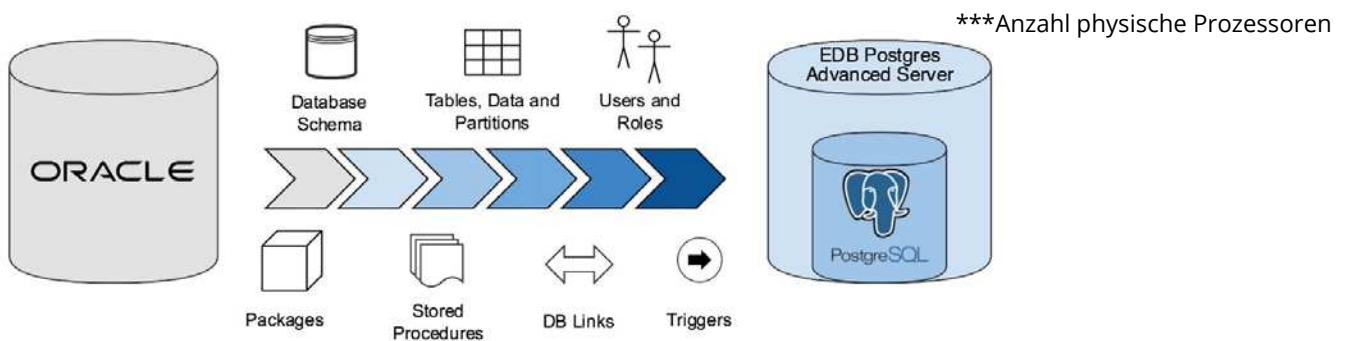 ***Anzahl physische Prozessoren
EDB Postgres
Advanced Server
Database
Schema
Tables, Data and
Partitions
Users and
Roles
ORACLE
PostgreSQL
Packages
Stored
Procedures
DB Links
Triggers